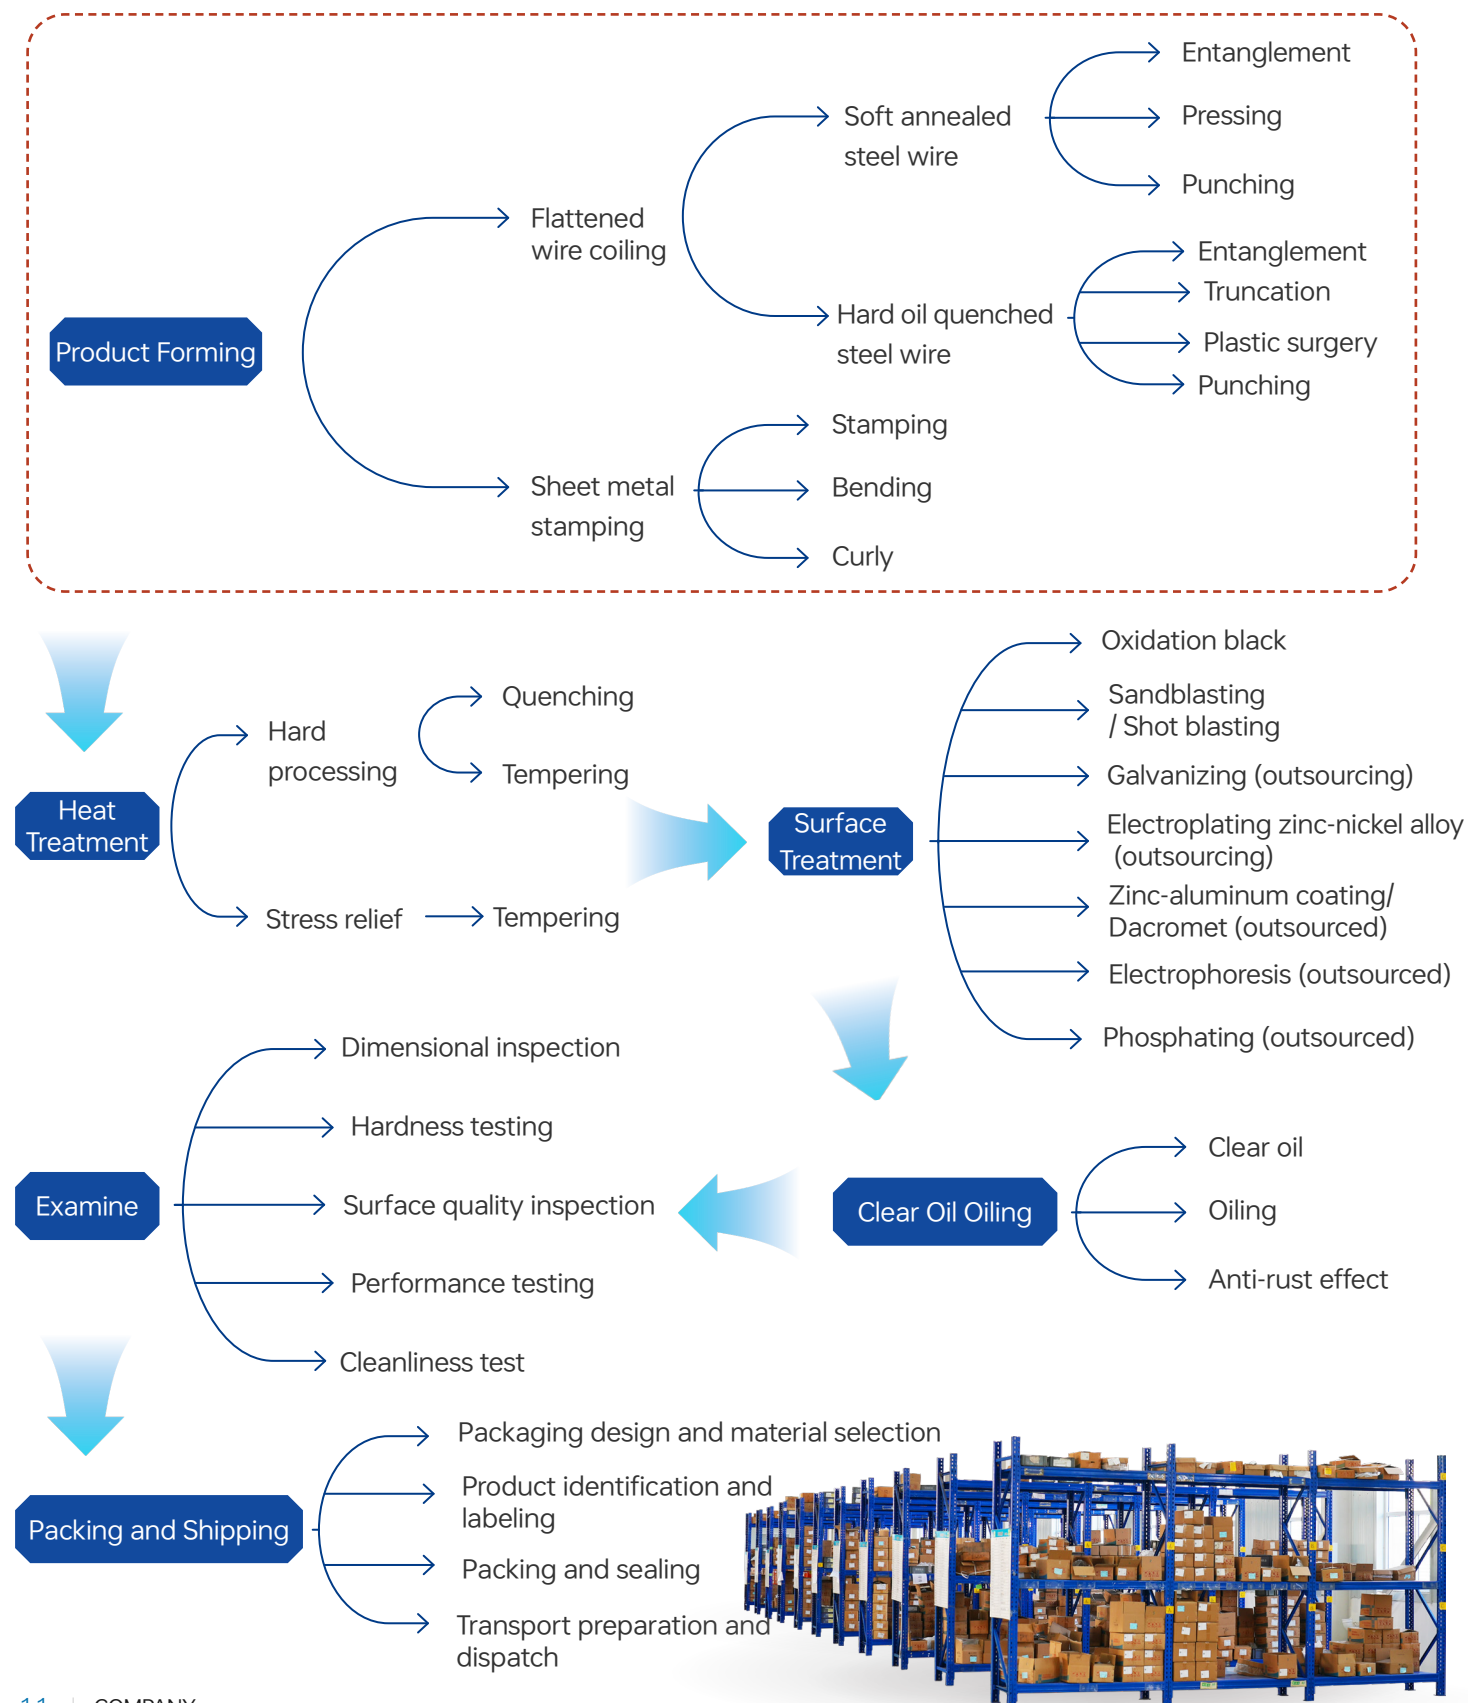 Entanglement
Soft annealed
steel wire
Pressing
Punching
Flattened
wire coiling
Entanglement
Truncation
Hard oil quenched
steel wire
Plastic surgery
Punching
Product Forming
Stamping
Sheet metal
stamping
Bending
Curly
Heat
Treatment
Hard
processing
Quenching
Tempering
Stress relief
Tempering
Surface
Treatment
Oxidation black
Sandblasting
/ Shot blasting
Galvanizing (outsourcing)
Electroplating zinc-nickel alloy
(outsourcing)
Zinc-aluminum coating/
Dacromet (outsourced)
Electrophoresis (outsourced)
Phosphating (outsourced)
Clear Oil Oiling
Clear oil
Oiling
Anti-rust effect
Examine
Dimensional inspection
Hardness testing
Surface quality inspection
Performance testing
Cleanliness test
Packing and Shipping
Packaging design and material selection
Product identification and
labeling
Packing and sealing
Transport preparation and
dispatch
11 | COMPANY